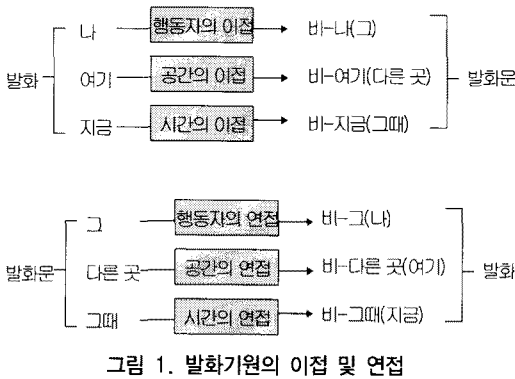 나 행동자의 이접 비-나(그)
발화 여기 공간의 이접 비-여기(다른 곳) 발화문
지금 시간의 이접 비-지금(그때)
그 행동자의 연접 비-그(나)
발화문 다른 곳 공간의 연접 비-다른 곳(여기) 발화
그때 시간의 연접 비-그때(지금)
그림 1. 발화기원의 이접 및 연접